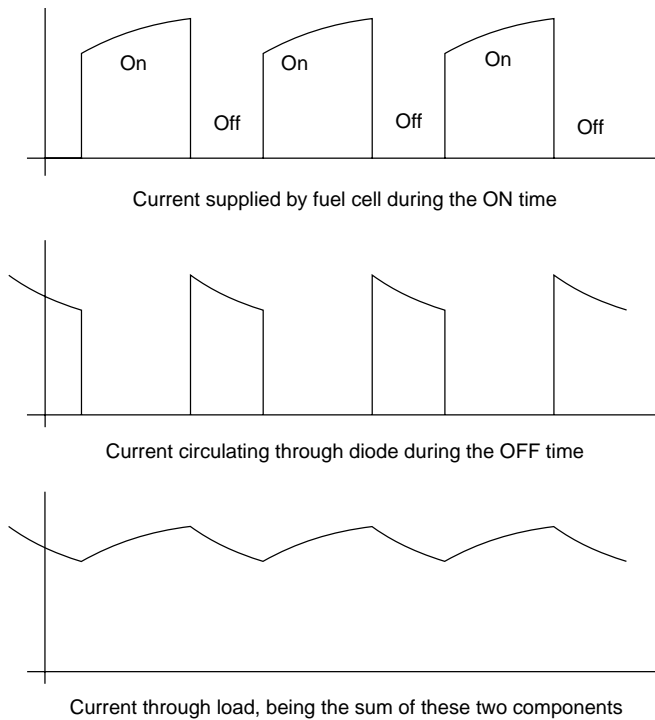 On
On
On
Off
Off
Off
Current supplied by fuel cell during the ON time
Current circulating through diode during the OFF time
Current through load, being the sum of these two components